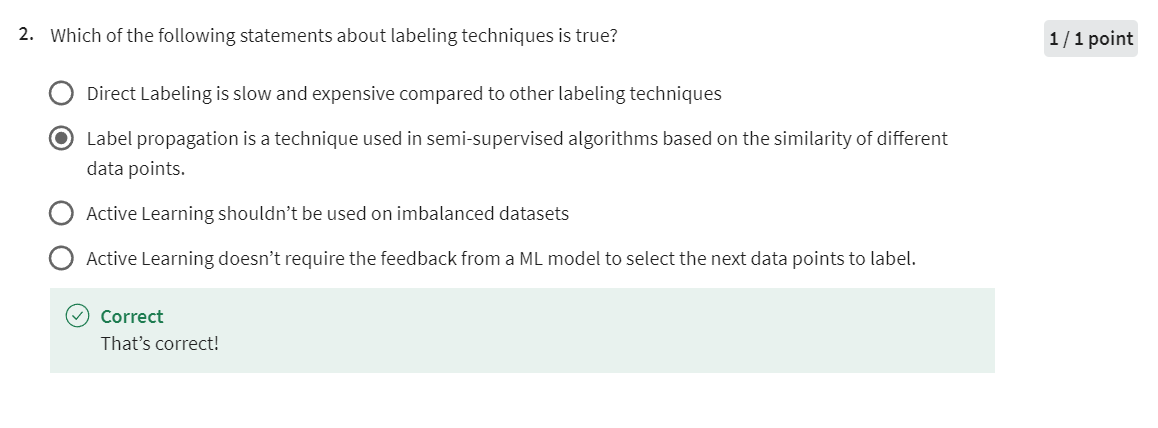 2. Which of the following statements about labeling techniques is true?
1 / 1 point
Direct Labeling is slow and expensive compared to other labeling techniques
Label propagation is a technique used in semi-supervised algorithms based on the similarity of different
data points.
Active Learning shouldn’t be used on imbalanced datasets
Active Learning doesn’t require the feedback from a ML model to select the next data points to label.
Correct
That’s correct!